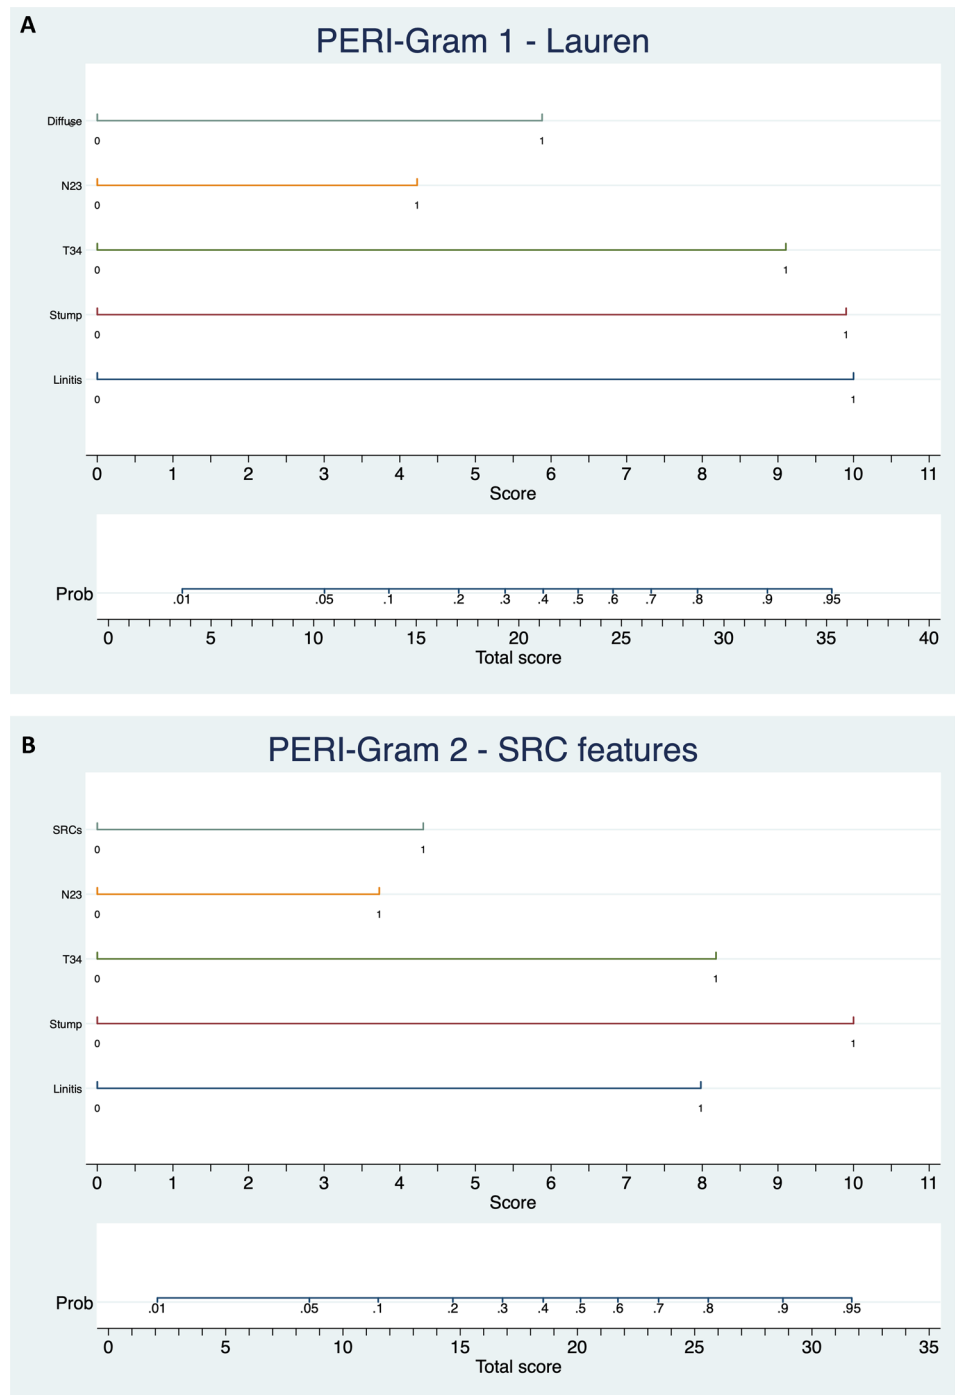 A
PERI-Gram 1 - Lauren
Diffuse
0 1
N23
0 1
T34
0 1
Stump
0 1
Linitis
0 1
0 1 2 3 4 5 6 7 8 9 10 11
Score
Prob
.01 .05 .1 .2 .3 .4 .5 .6 .7 .8 .9 .95
0 5 10 15 20 25 30 35 40
Total score
B
PERI-Gram 2 - SRC features
SRCs
0 1
N23
0 1
T34
0 1
Stump
0 1
Linitis
0 1
0 1 2 3 4 5 6 7 8 9 10 11
Score
Prob
.01 .05 .1 .2 .3 .4 .5 .6 .7 .8 .9 .95
0 5 10 15 20 25 30 35
Total score